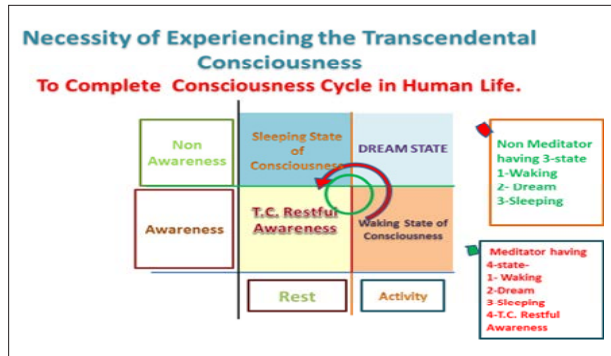 Necessity of Experiencing the Transcendental
Consciousness
To Complete Consciousness Cycle in Human Life.
Non
Awareness
Sleeping State
of
Consciousness
DREAM STATE
Awareness
T.C. Restful
Awareness
Waking State of
Consciousness
Rest
Activity
Non Meditator
having 3-state
1-Waking
2- Dream
3-Sleeping
Meditator having
4-state-
1- Waking
2-Dream
3-Sleeping
4-T.C. Restful
Awareness